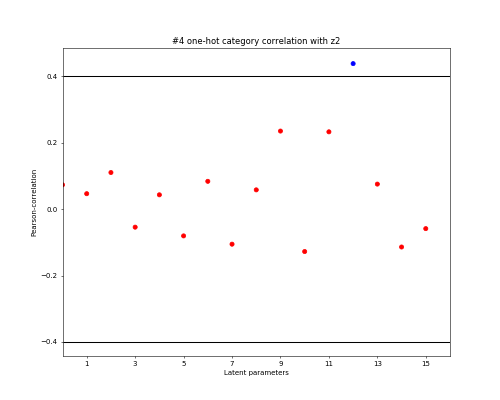 #4 one-hot category correlation with z2
0.4
0.2
0.0
−0.2
−0.4
Pearson-correlation
1 3 5 7 9 11 13 15
Latent parameters